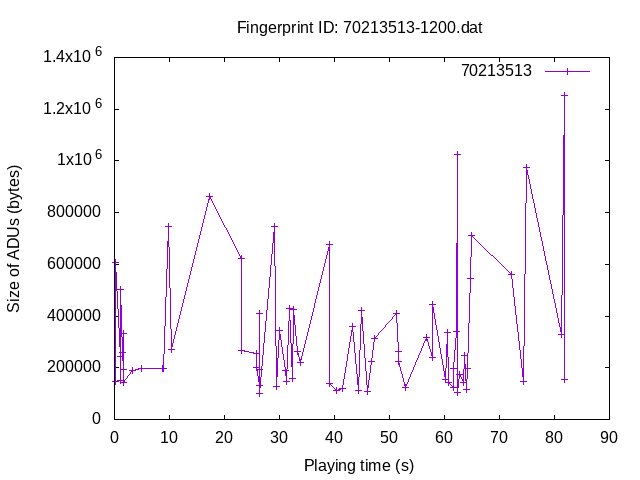 Fingerprint ID: 70213513-1200.dat
1.4x10^6
1.2x10^6
1x10^6
800000
600000
400000
200000
0
Size of ADUs (bytes)
70213513
0 10 20 30 40 50 60 70 80 90
Playing time (s)